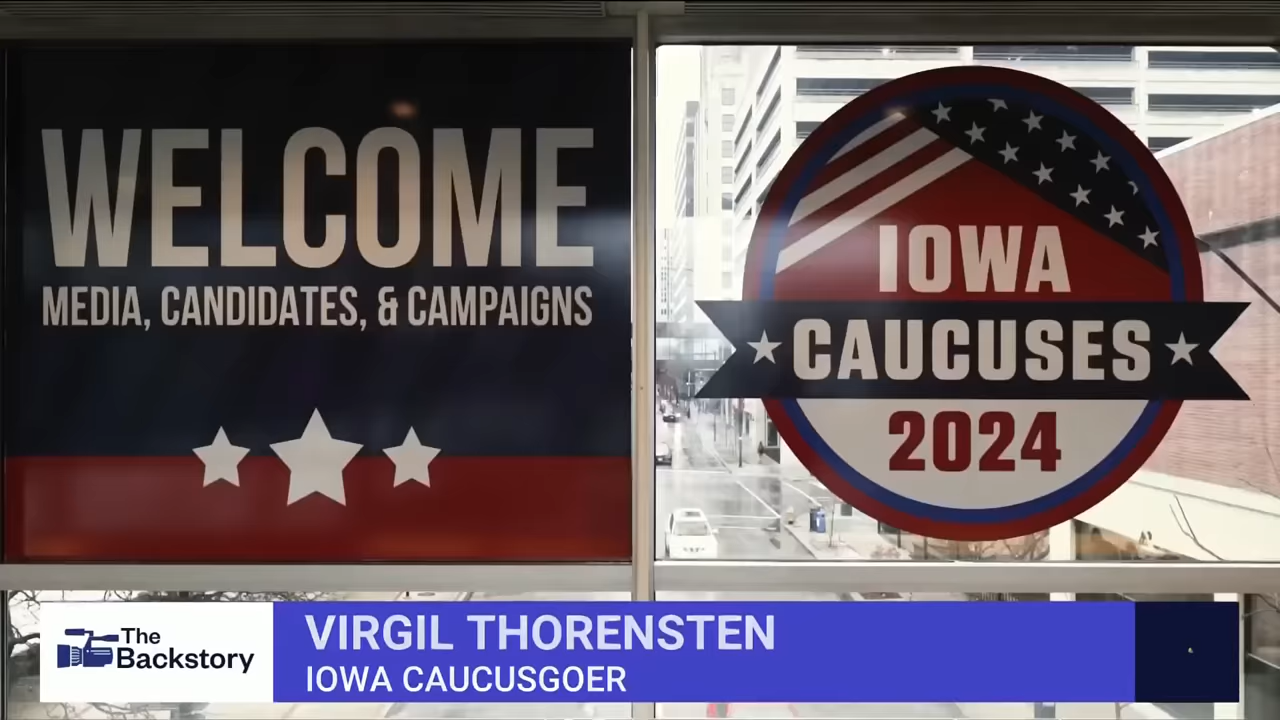 WELCOME
MEDIA, CANDIDATES, & CAMPAIGNS
IOWA
CAUCUSES
2024
The
Backstory
VIRGIL THORENSTEN
IOWA CAUCUSGOER